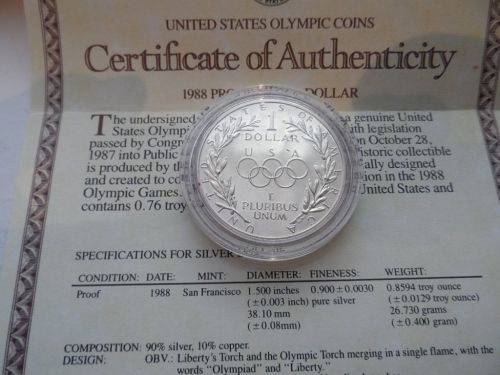 UNITED STATES OLYMPIC COINS
Certificate of Authenticity
1988 PRO DOLLAR
The undersigned a genuine United
States Olympi with legislation
passed by Congr on October 28,
1987 into Public historic collectible
is produced by th ally designed
and created to co in the 1988
Olympic Games. United States and
contains 0.76 troy
1
DOLLAR
USA
E
PLURIBUS
UNUM
SPECIFICATIONS FOR SILVER
CONDITION: DATE: MINT: DIAMETER: FINENESS: WEIGHT:
Proof 1988 San Francisco 1.500 inches 0.900 ± 0.0030 0.8594 troy ounce
(± 0.003 inch) pure silver (± 0.0129 troy ounce)
38.10 mm 26.730 grams
(± 0.08mm) (± 0.400 gram)
COMPOSITION: 90% silver, 10% copper.
DESIGN: OBV.: Liberty's Torch and the Olympic Torch merging in a single flame, with the
words "Olympiad" and "Liberty."